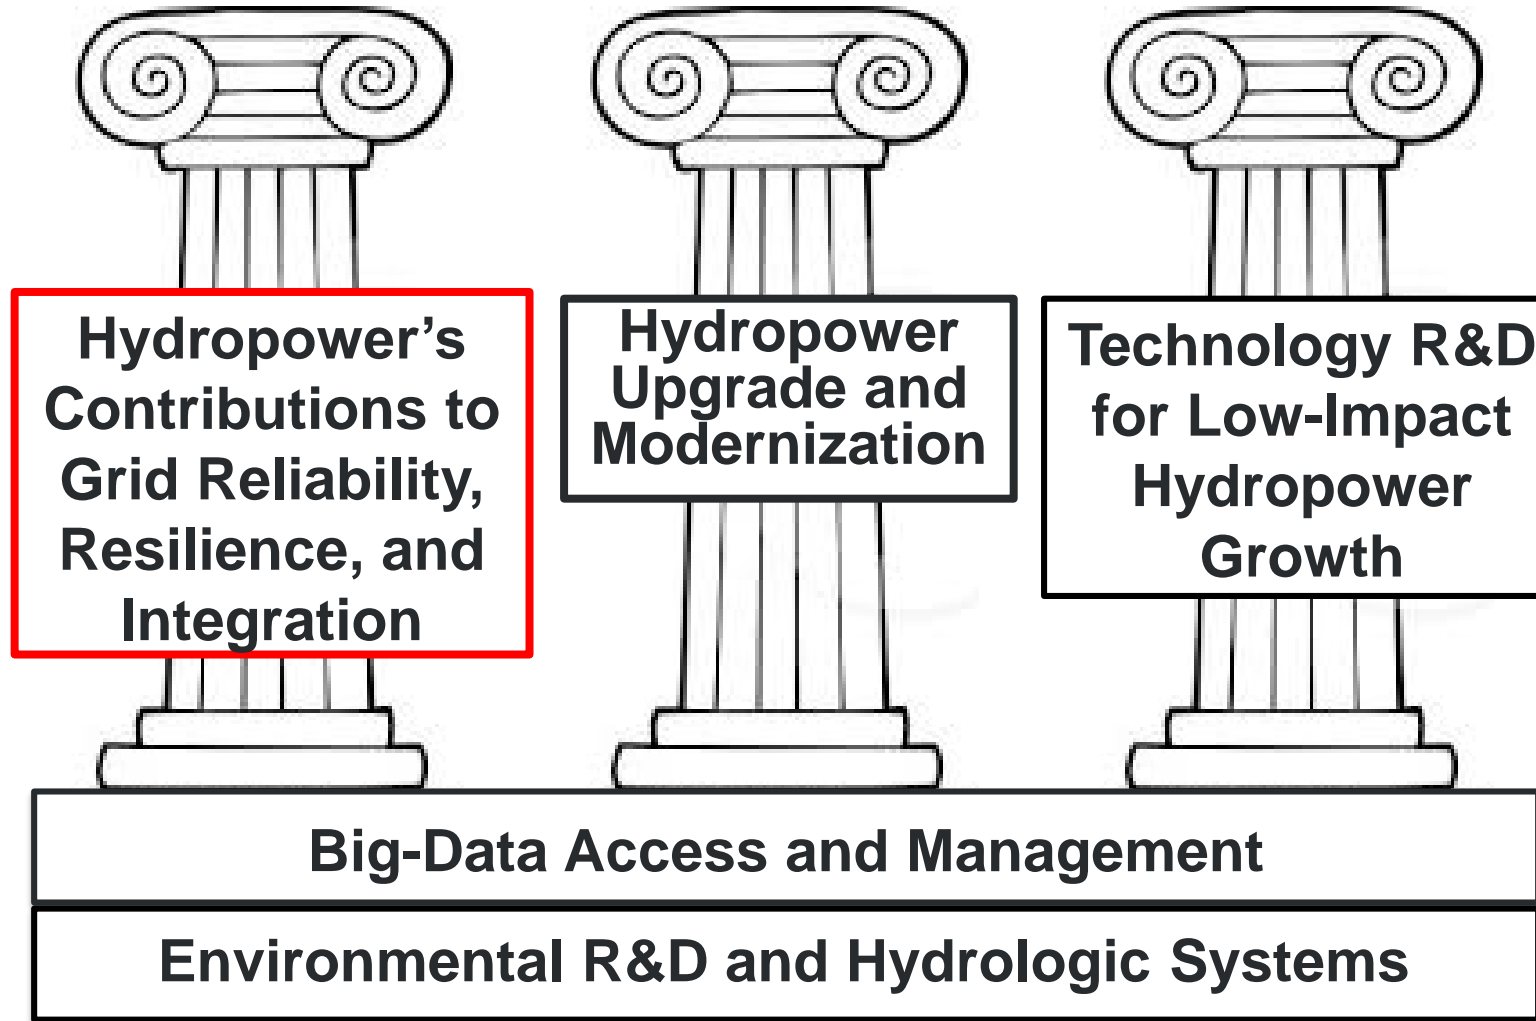 Hydropower’s
Contributions to
Grid Reliability,
Resilience, and
Integration
Hydropower
Upgrade and
Modernization
Technology R&D
for Low-Impact
Hydropower
Growth
Big-Data Access and Management
Environmental R&D and Hydrologic Systems